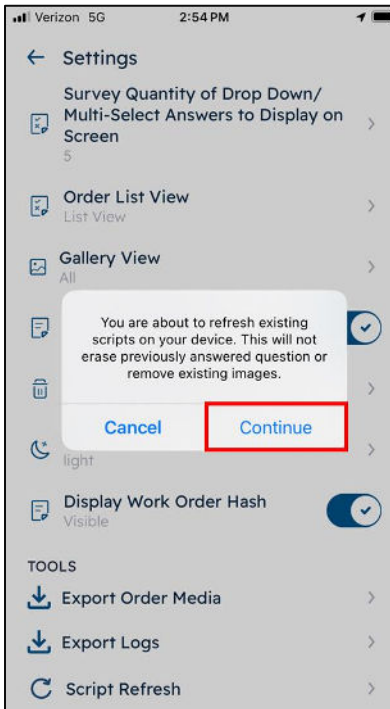 Verizon 5G 2:54 PM
Settings
Survey Quantity of Drop Down/
Multi-Select Answers to Display on
Screen
5
Order List View
List View
Gallery View
All
You are about to refresh existing
scripts on your device. This will not
erase previously answered question or
remove existing images.
Cancel Continue
light
Display Work Order Hash
Visible
TOOLS
Export Order Media
Export Logs
Script Refresh